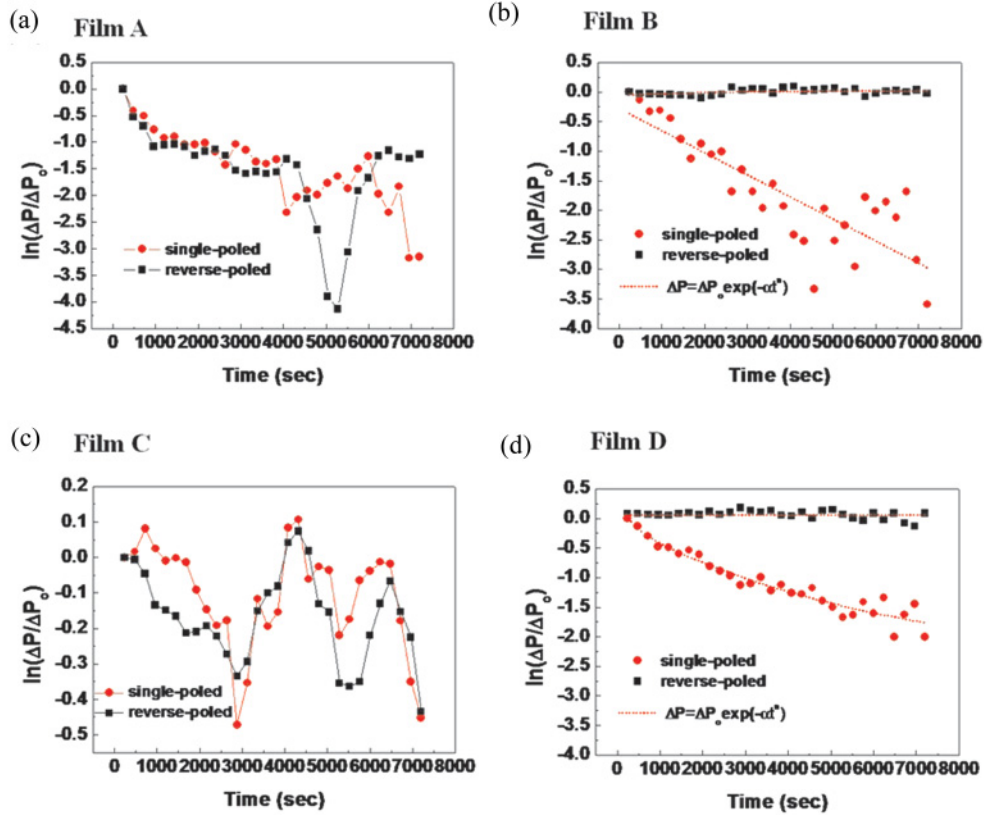 (a) Film A
ln(ΔP/ΔPₒ)
0.5
0.0
-0.5
-1.0
-1.5
-2.0
-2.5
-3.0
-3.5
-4.0
-4.5
single-poled
reverse-poled
0 1000 2000 3000 4000 5000 6000 7000 8000
Time (sec)
(b) Film B
ln(ΔP/ΔPₒ)
0.5
0.0
-0.5
-1.0
-1.5
-2.0
-2.5
-3.0
-3.5
-4.0
single-poled
reverse-poled
ΔP=ΔPₒexp(-αtⁿ)
0 1000 2000 3000 4000 5000 6000 7000 8000
Time (sec)
(c) Film C
ln(ΔP/ΔPₒ)
0.2
0.1
0.0
-0.1
-0.2
-0.3
-0.4
-0.5
single-poled
reverse-poled
0 1000 2000 3000 4000 5000 6000 7000 8000
Time (sec)
(d) Film D
ln(ΔP/ΔPₒ)
0.5
0.0
-0.5
-1.0
-1.5
-2.0
-2.5
-3.0
-3.5
-4.0
single-poled
reverse-poled
ΔP=ΔPₒexp(-αtⁿ)
0 1000 2000 3000 4000 5000 6000 7000 8000
Time (sec)